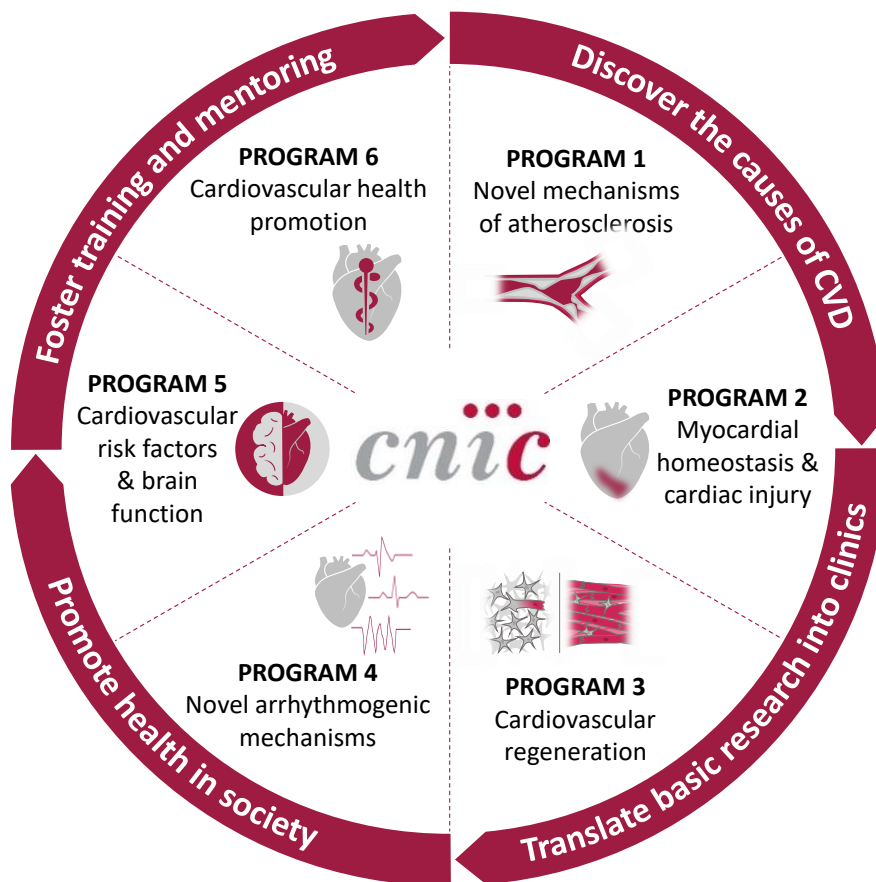 Foster training and mentoring
Discover the causes of CVD
PROGRAM 6
Cardiovascular health
promotion
PROGRAM 1
Novel mechanisms
of atherosclerosis
PROGRAM 5
Cardiovascular
risk factors
& brain
function
cnic
PROGRAM 2
Myocardial
homeostasis &
cardiac injury
PROGRAM 4
Novel arrhythmogenic
mechanisms
PROGRAM 3
Cardiovascular
regeneration
Promote health in society
Translate basic research into clinics